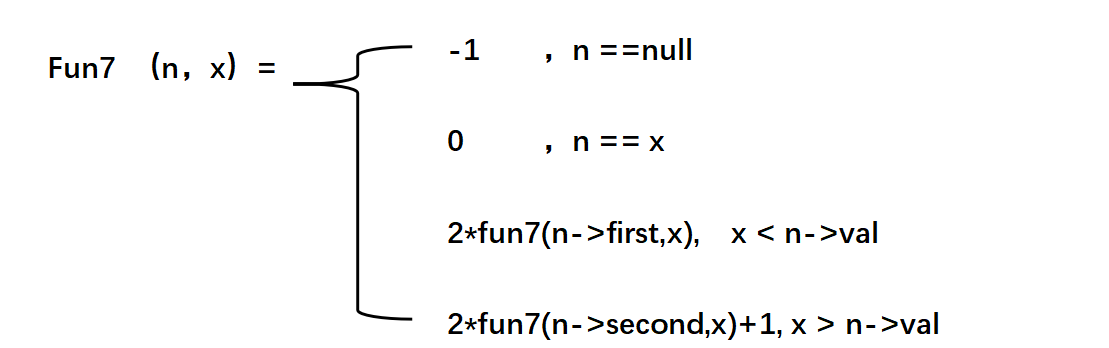 -1 , n ==null
Fun7 (n, x) =
0 , n == x
2*fun7(n->first,x), x < n->val
2*fun7(n->second,x)+1, x > n->val